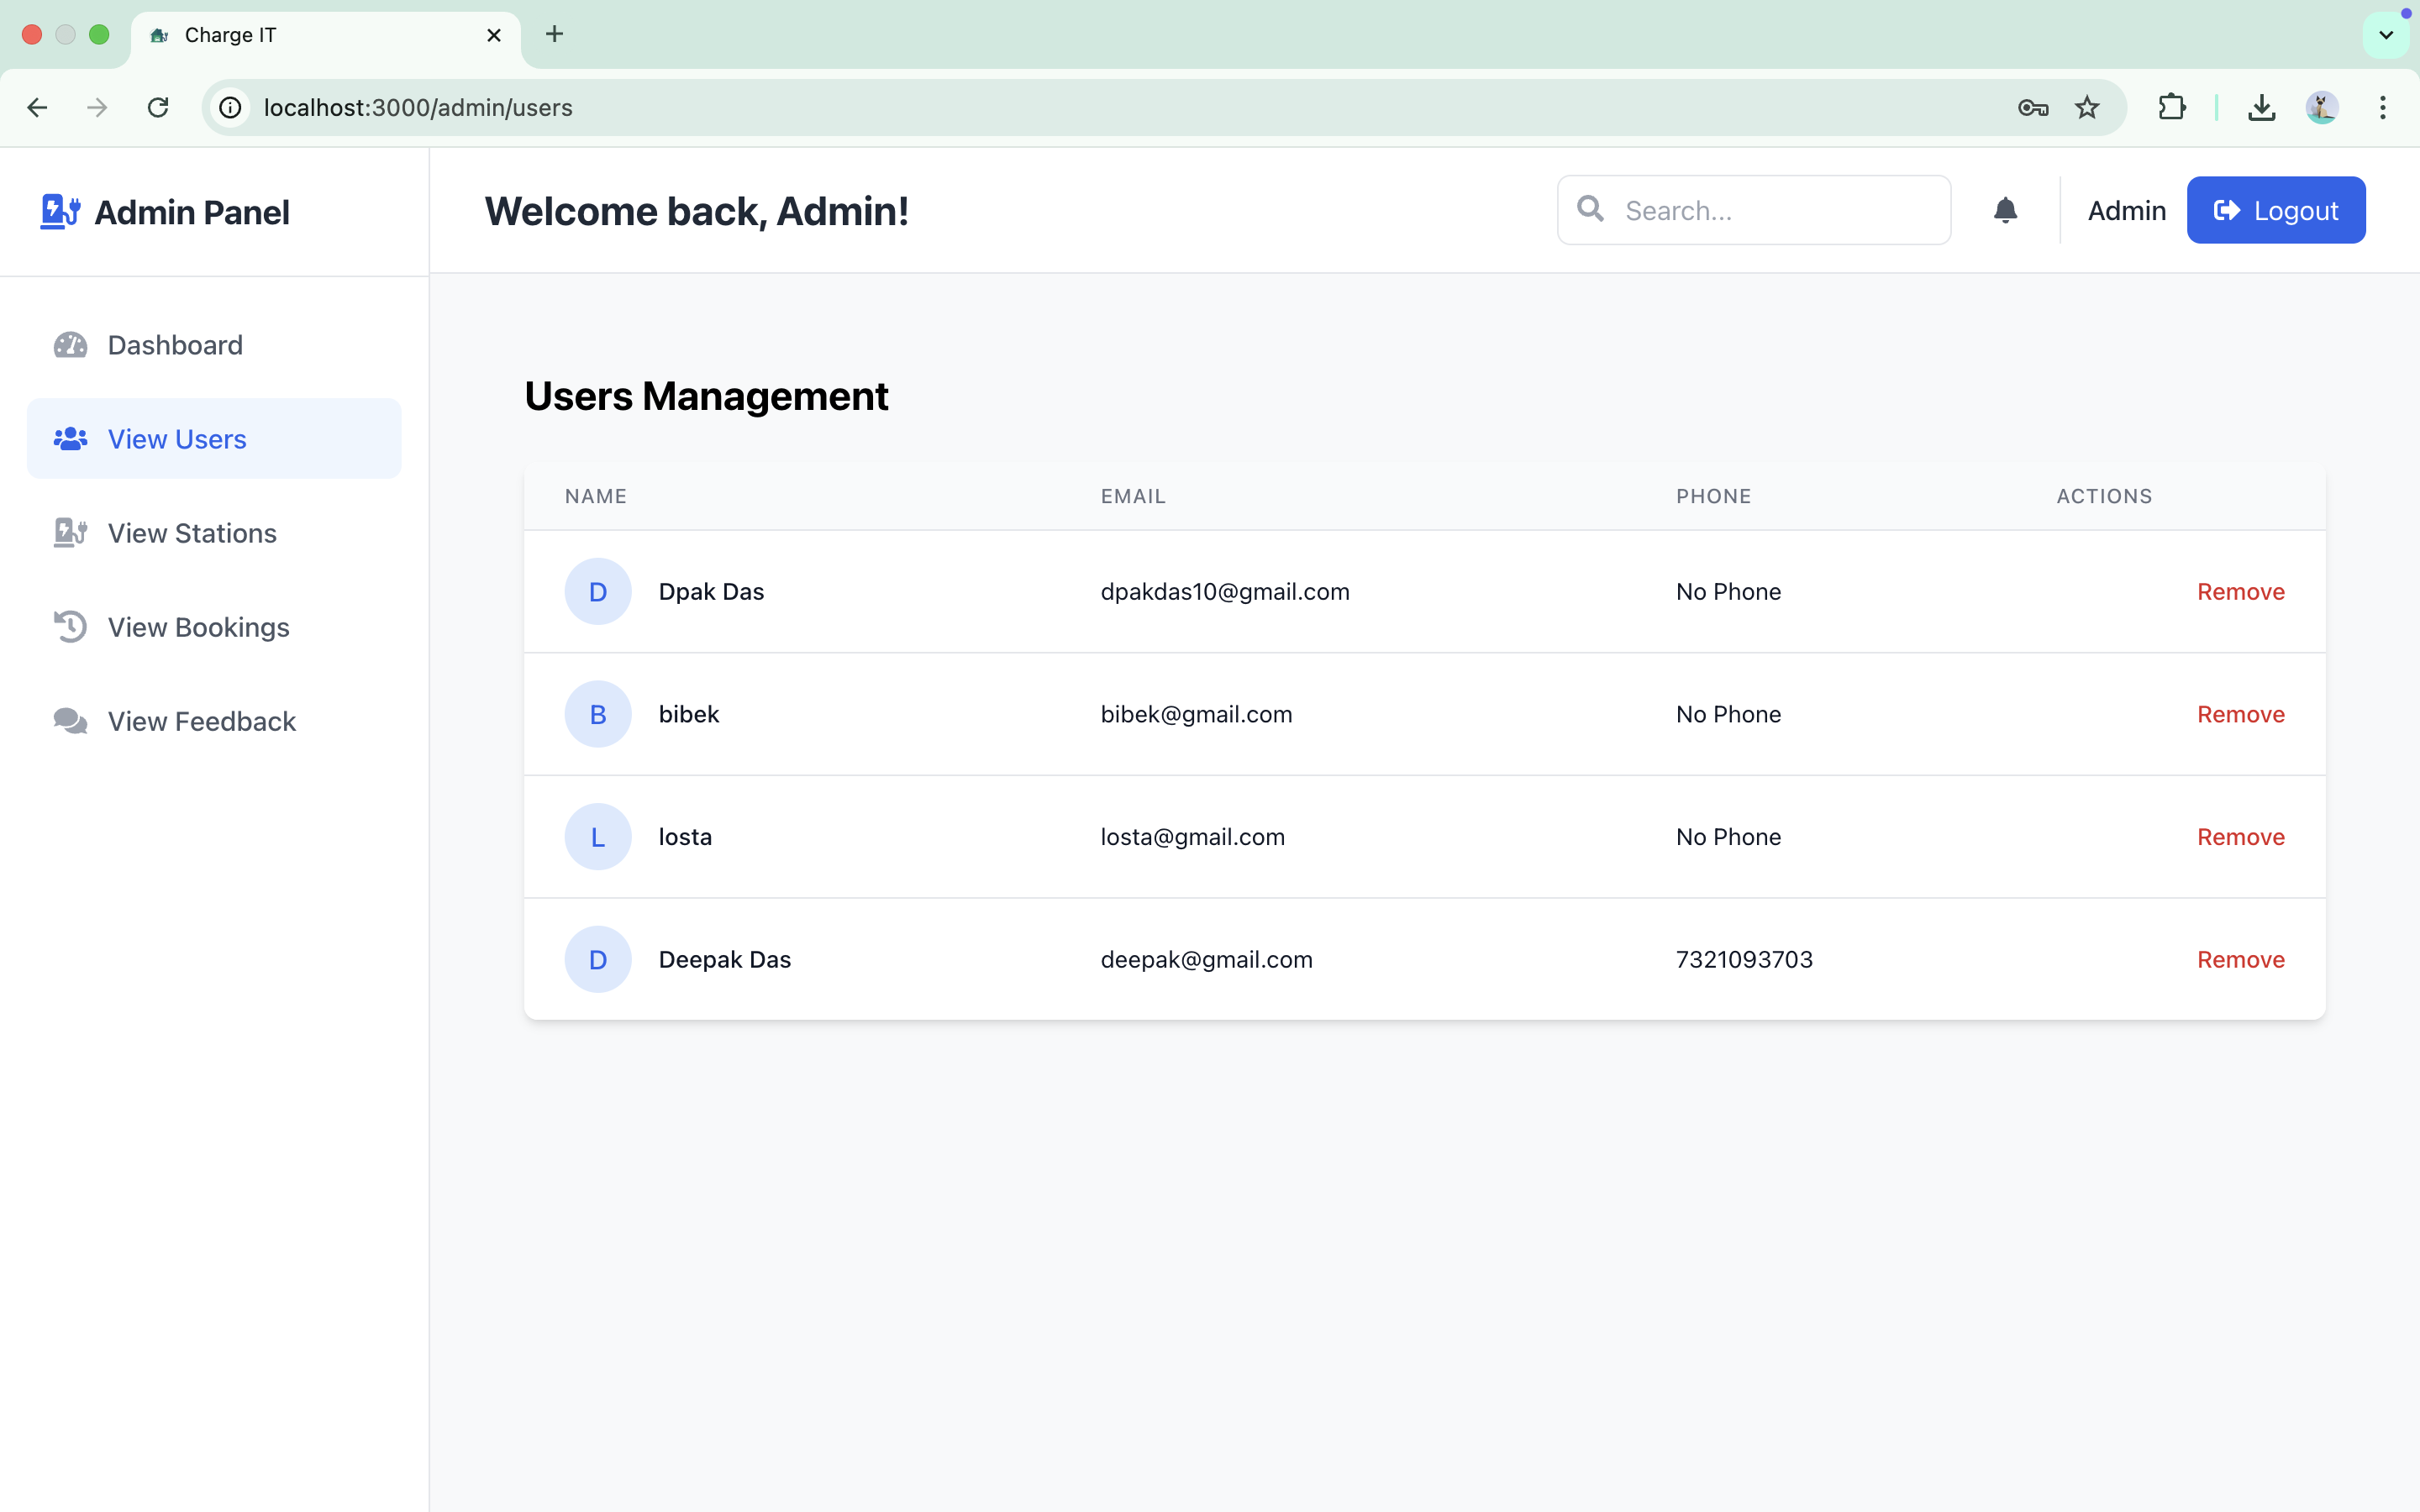 Charge IT
localhost:3000/admin/users
Admin Panel
Welcome back, Admin!
Search...
Admin
Logout
Dashboard
View Users
View Stations
View Bookings
View Feedback
Users Management
NAME EMAIL PHONE ACTIONS
D Dpak Das dpakdas10@gmail.com No Phone Remove
B bibek bibek@gmail.com No Phone Remove
L losta losta@gmail.com No Phone Remove
D Deepak Das deepak@gmail.com 7321093703 Remove